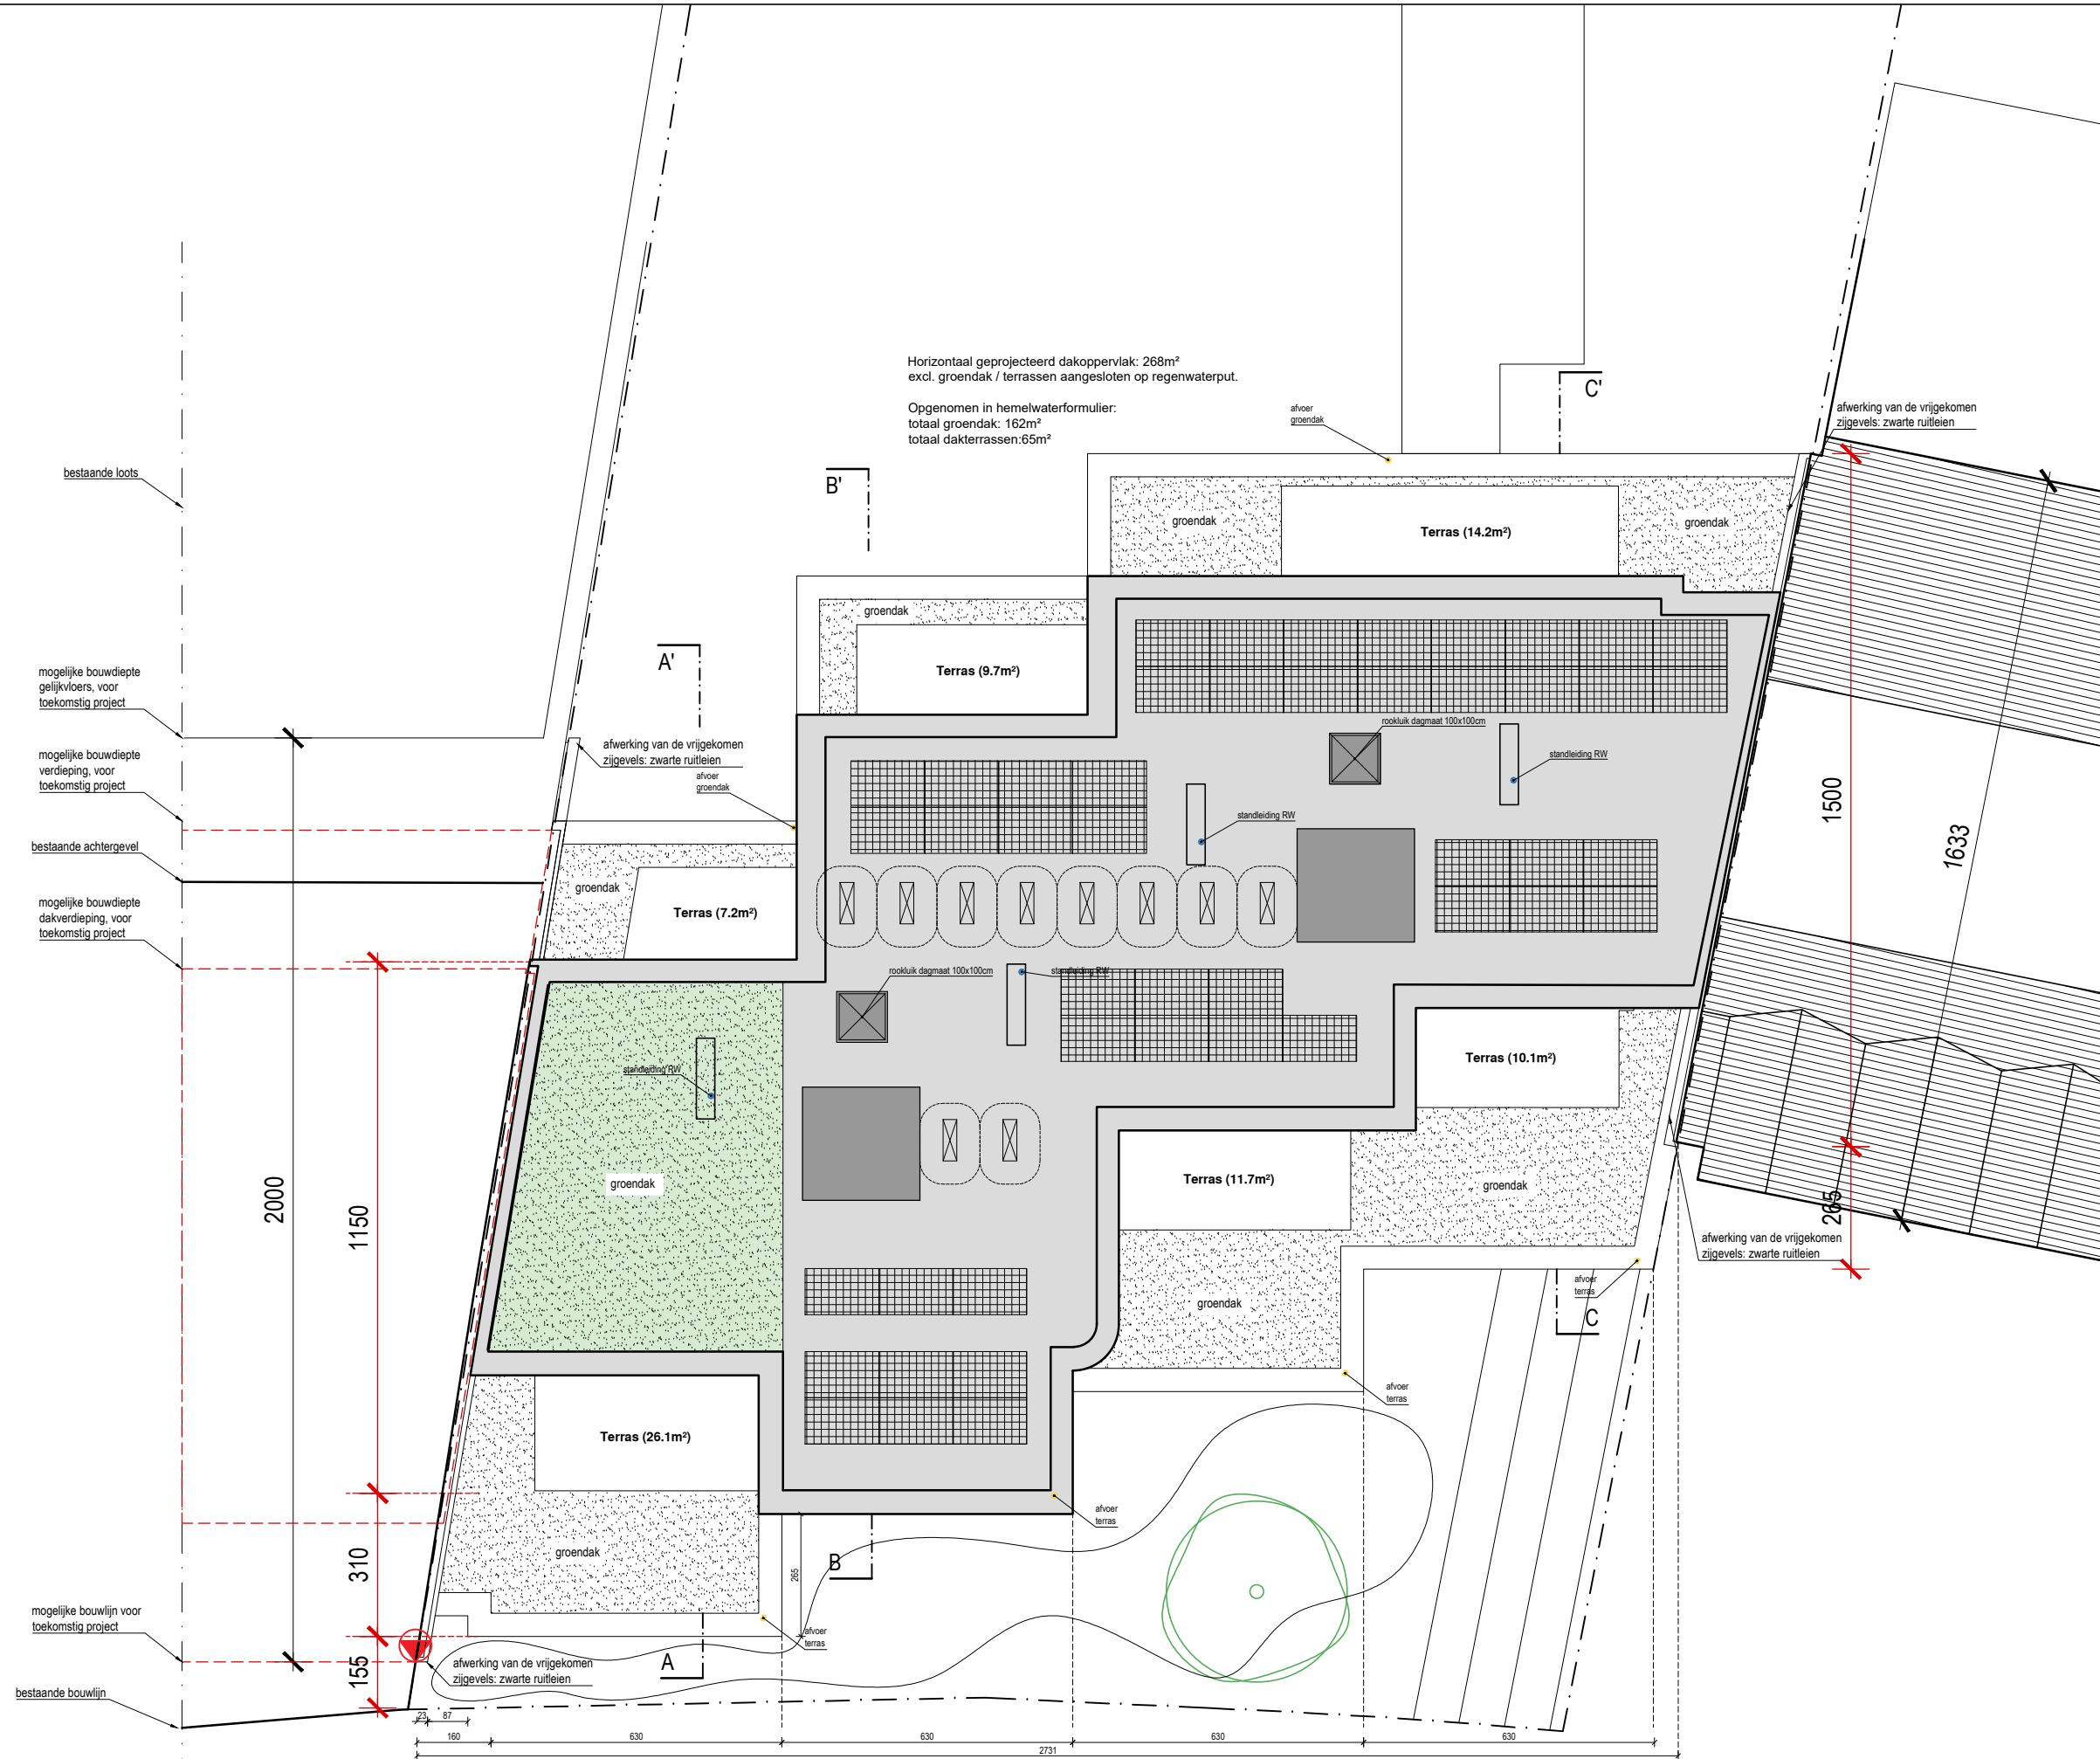 Horizontaal geprojecteerd dakoppervlak: 268m²
excl. groendak / terrassen aangesloten op regenwaterput.
Opgenomen in hemelwaterformulier:
totaal groendak: 162m²
totaal dakterrassen:65m²
afvoer
groendak
C'
afwerking van de vrijgekomen
zijgevels: zwarte ruitleien
bestaande loots
B'
groendak
Terras (14.2m²)
groendak
groendak
A'
Terras (9.7m²)
mogelijke bouwdiepte
gelijkvloers, voor
toekomstig project
rookluik dagmaat 100x100cm
afwerking van de vrijgekomen
zijgevels: zwarte ruitleien
standleiding RW
mogelijke bouwdiepte
verdieping, voor
toekomstig project
afvoer
groendak
1500
1633
standleiding RW
bestaande achtergevel
groendak
Terras (7.2m²)
mogelijke bouwdiepte
dakverdieping, voor
toekomstig project
rookluik dagmaat 100x100cm
standleiding RW
Terras (10.1m²)
standleiding RW
groendak
Terras (11.7m²)
groendak
2000
1150
265
afwerking van de vrijgekomen
zijgevels: zwarte ruitleien
afvoer
terras
groendak
C
afvoer
terras
Terras (26.1m²)
afvoer
terras
groendak
310
B
265
mogelijke bouwlijn voor
toekomstig project
afvoer
terras
155
afwerking van de vrijgekomen
zijgevels: zwarte ruitleien
A
bestaande bouwlijn
23
87
160
630
630
630
630
2731